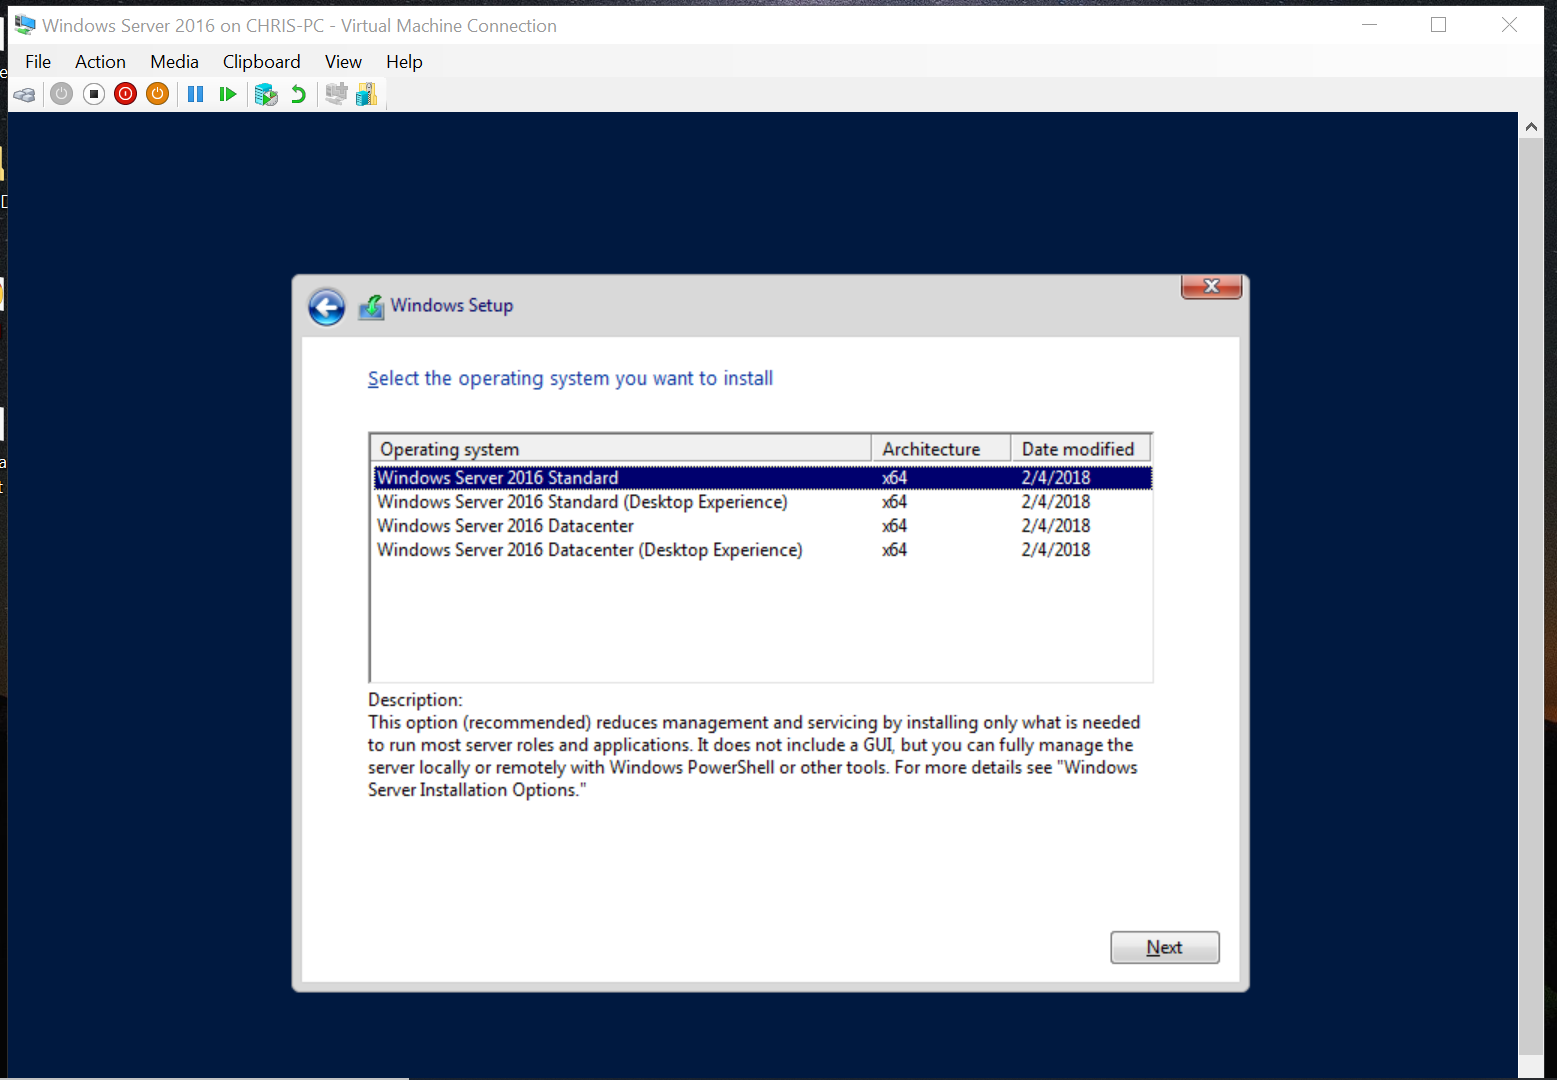 Windows Server 2016 on CHRIS-PC - Virtual Machine Connection
File Action Media Clipboard View Help
Windows Setup
Select the operating system you want to install
Operating system Architecture Date modified
Windows Server 2016 Standard x64 2/4/2018
Windows Server 2016 Standard (Desktop Experience) x64 2/4/2018
Windows Server 2016 Datacenter x64 2/4/2018
Windows Server 2016 Datacenter (Desktop Experience) x64 2/4/2018
Description:
This option (recommended) reduces management and servicing by installing only what is needed
to run most server roles and applications. It does not include a GUI, but you can fully manage the
server locally or remotely with Windows PowerShell or other tools. For more details see "Windows
Server Installation Options."
Next